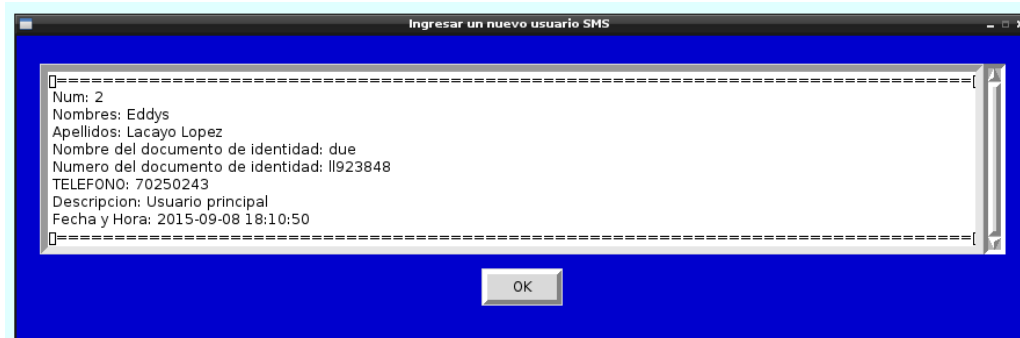 Ingresar un nuevo usuario SMS
▯===============================================================================[
Num: 2
Nombres: Eddys
Apellidos: Lacayo Lopez
Nombre del documento de identidad: due
Numero del documento de identidad: ll923848
TELEFONO: 70250243
Descripcion: Usuario principal
Fecha y Hora: 2015-09-08 18:10:50
▯===============================================================================[
OK